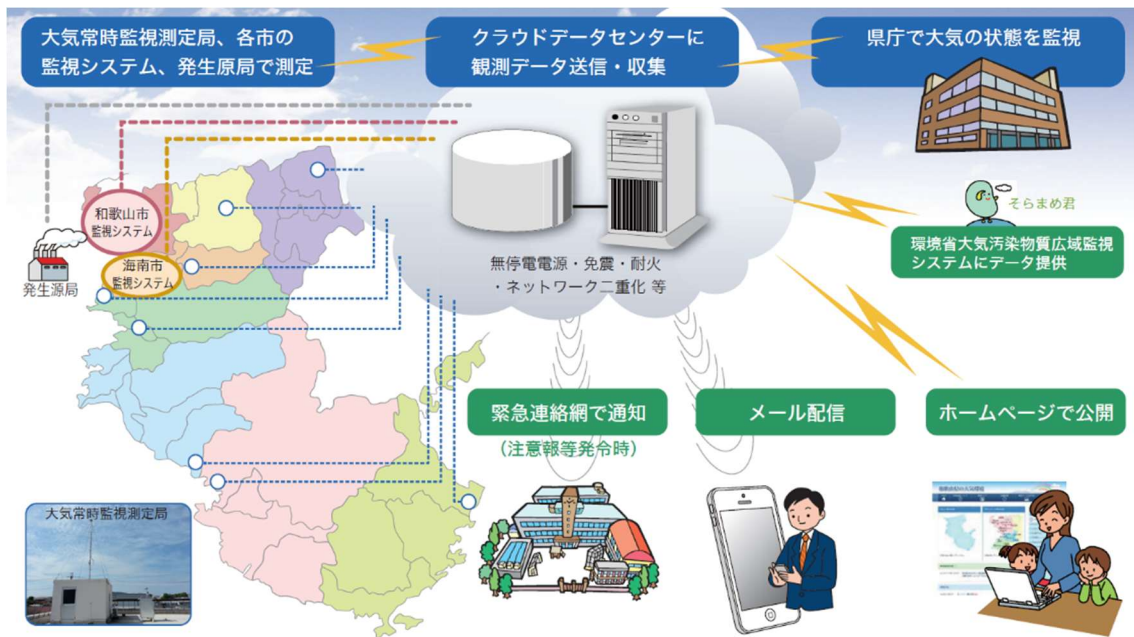 大気常時監視測定局、各市の
監視システム、発生原局で測定
クラウドデータセンターに
観測データ送信・収集
県庁で大気の状態を監視
和歌山市
監視システム
海南市
監視システム
発生源局
無停電電源・免震・耐火
・ネットワーク二重化 等
そらまめ君
環境省大気汚染物質広域監視
システムにデータ提供
緊急連絡網で通知
(注意報等発令時)
メール配信
ホームページで公開
大気常時監視測定局